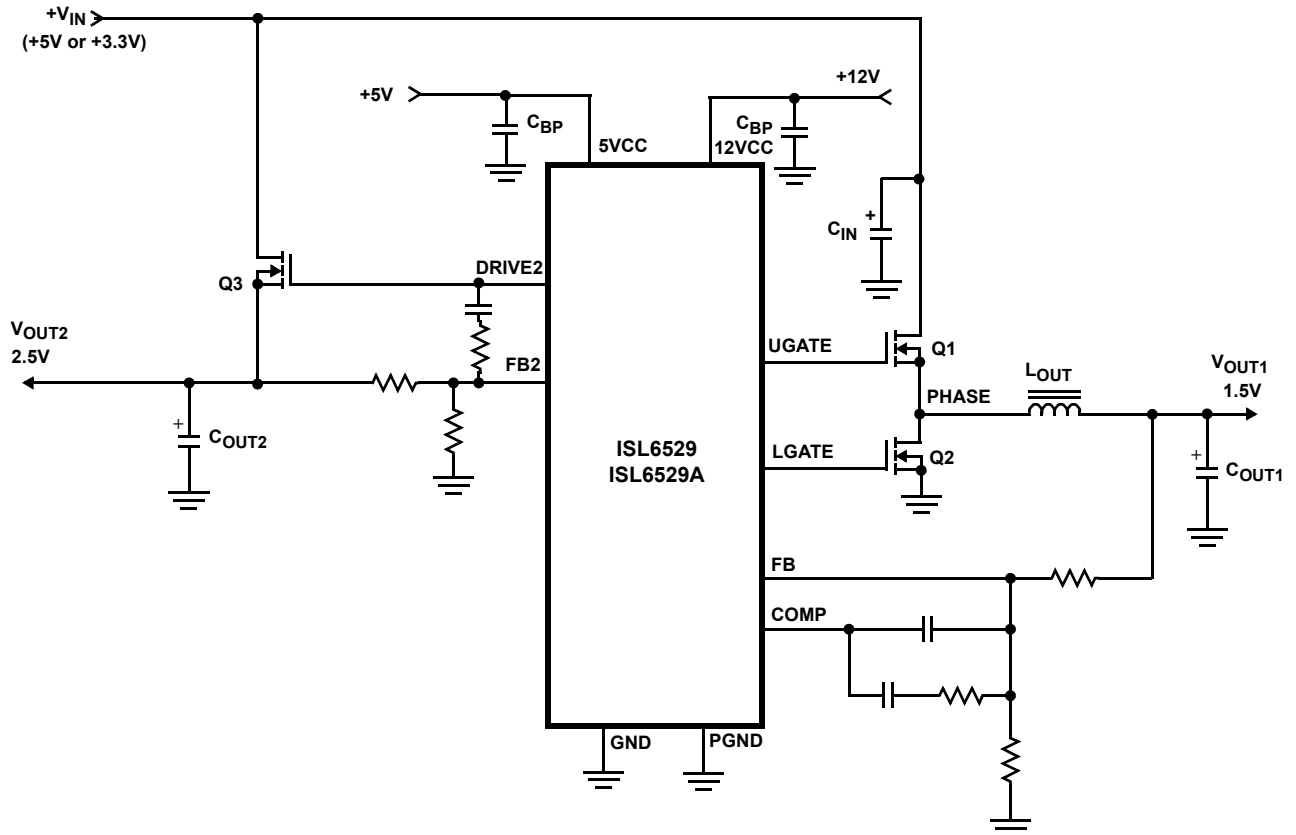 +VIN
(+5V or +3.3V)
+5V
+12V
CBP
CBP
5VCC
12VCC
CIN
+
Q3
DRIVE2
VOUT2
2.5V
FB2
UGATE
Q1
LOUT
VOUT1
1.5V
PHASE
+
COUT2
ISL6529
ISL6529A
LGATE
Q2
+
COUT1
FB
COMP
GND
PGND